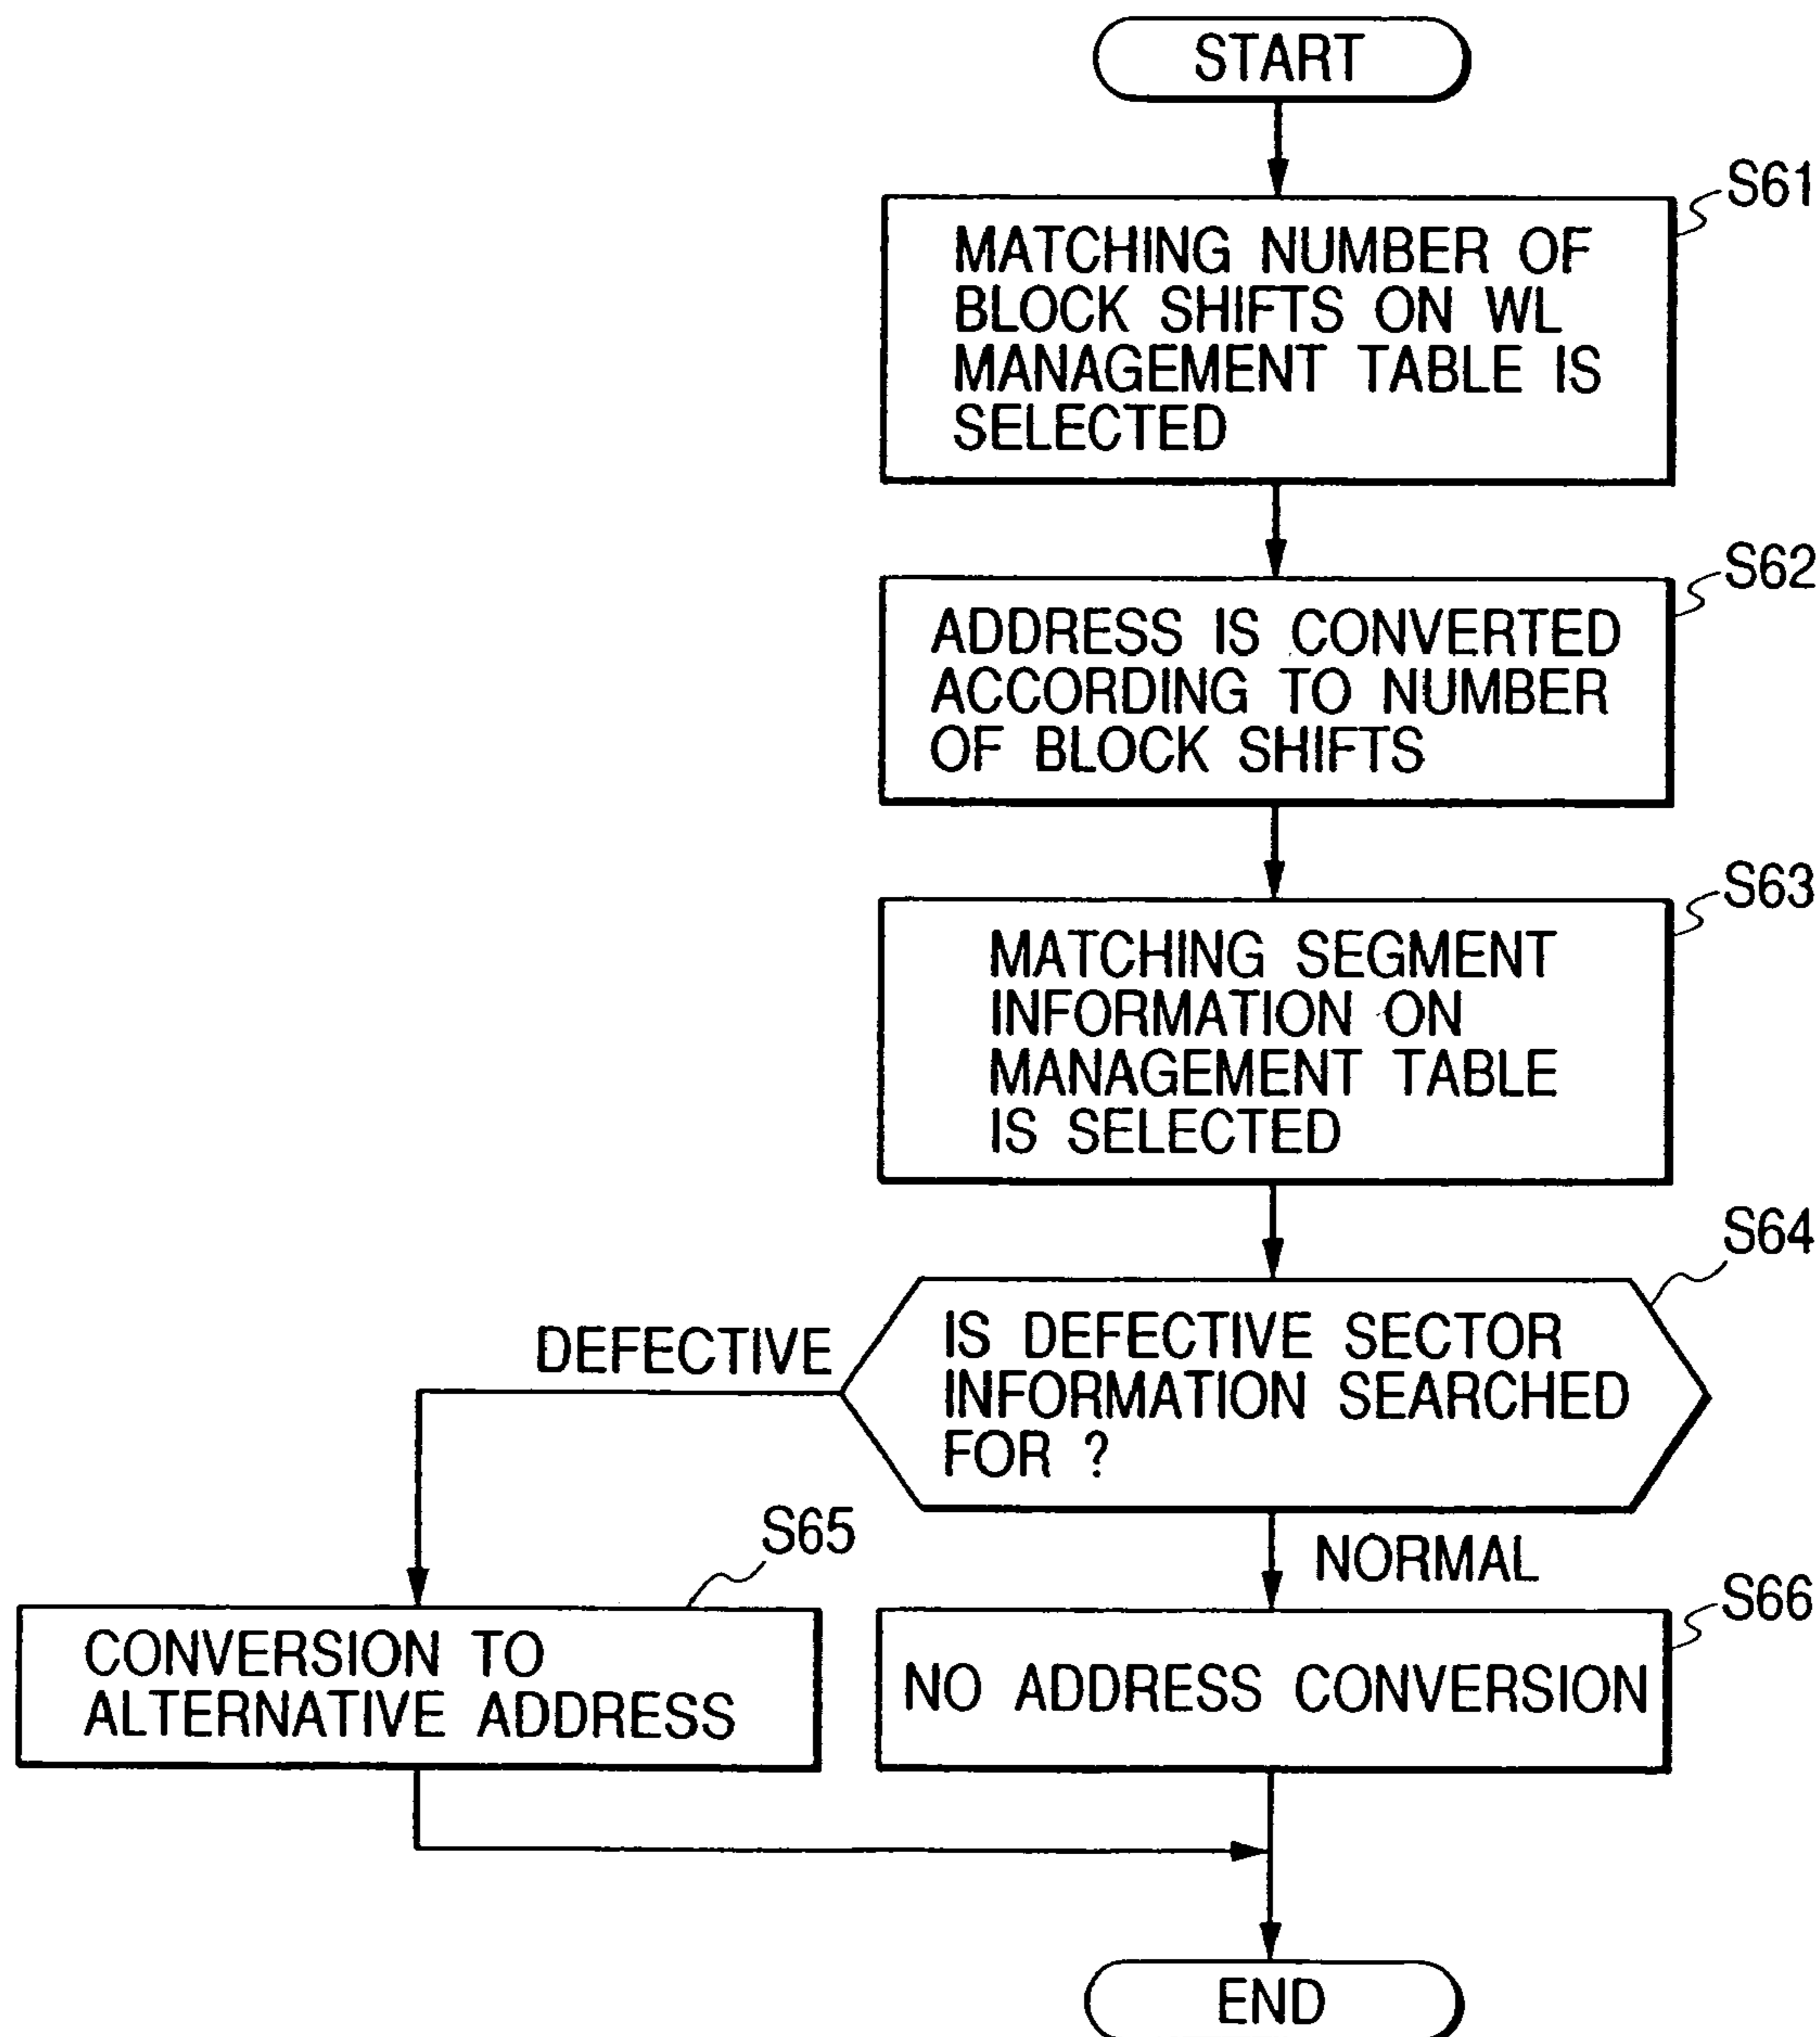 START
S61
MATCHING NUMBER OF
BLOCK SHIFTS ON WL
MANAGEMENT TABLE IS
SELECTED
S62
ADDRESS IS CONVERTED
ACCORDING TO NUMBER
OF BLOCK SHIFTS
S63
MATCHING SEGMENT
INFORMATION ON
MANAGEMENT TABLE
IS SELECTED
S64
IS DEFECTIVE SECTOR
INFORMATION SEARCHED
FOR ?
DEFECTIVE
NORMAL
S65
CONVERSION TO
ALTERNATIVE ADDRESS
S66
NO ADDRESS CONVERSION
END